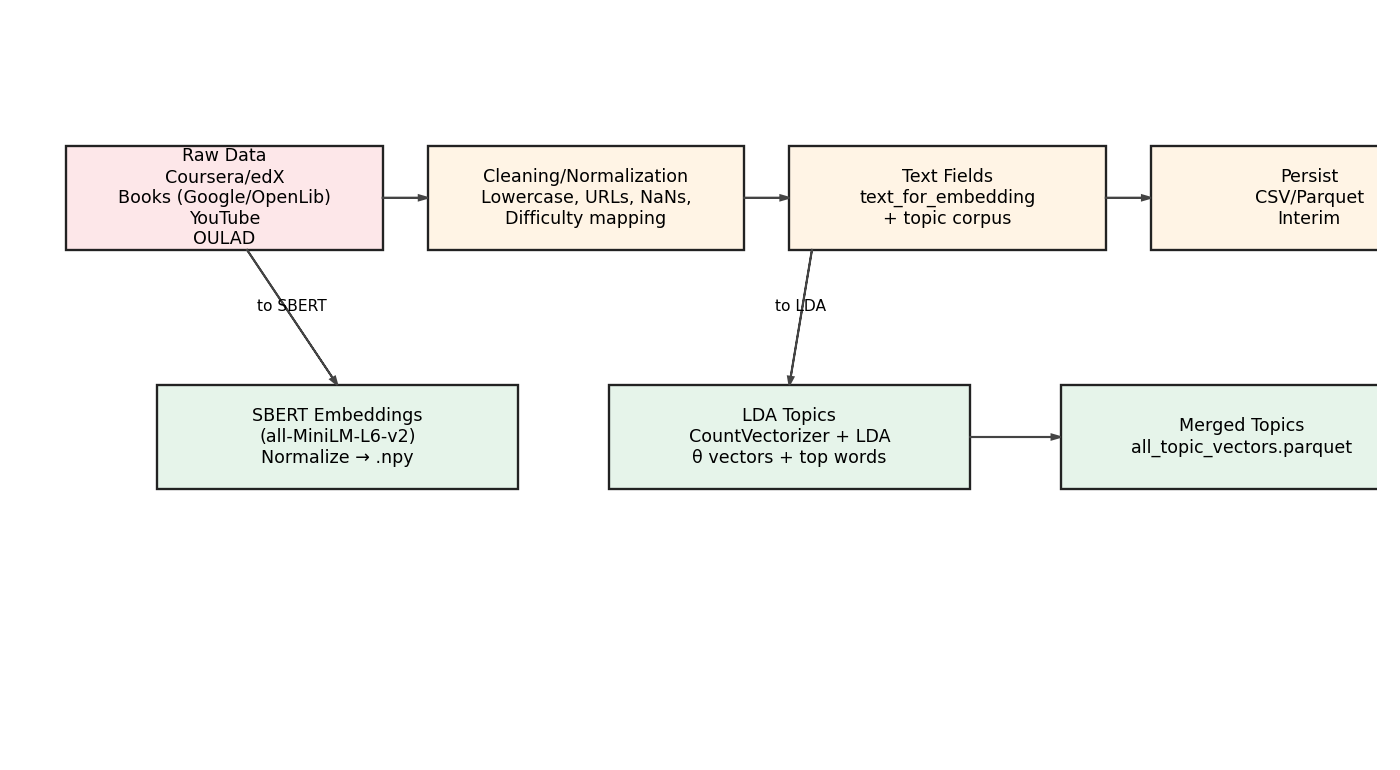 Raw Data
Coursera/edX
Books (Google/OpenLib)
YouTube
OULAD
Cleaning/Normalization
Lowercase, URLs, NaNs,
Difficulty mapping
Text Fields
text_for_embedding
+ topic corpus
Persist
CSV/Parquet
Interim
to SBERT
to LDA
SBERT Embeddings
(all-MiniLM-L6-v2)
Normalize → .npy
LDA Topics
CountVectorizer + LDA
θ vectors + top words
Merged Topics
all_topic_vectors.parquet